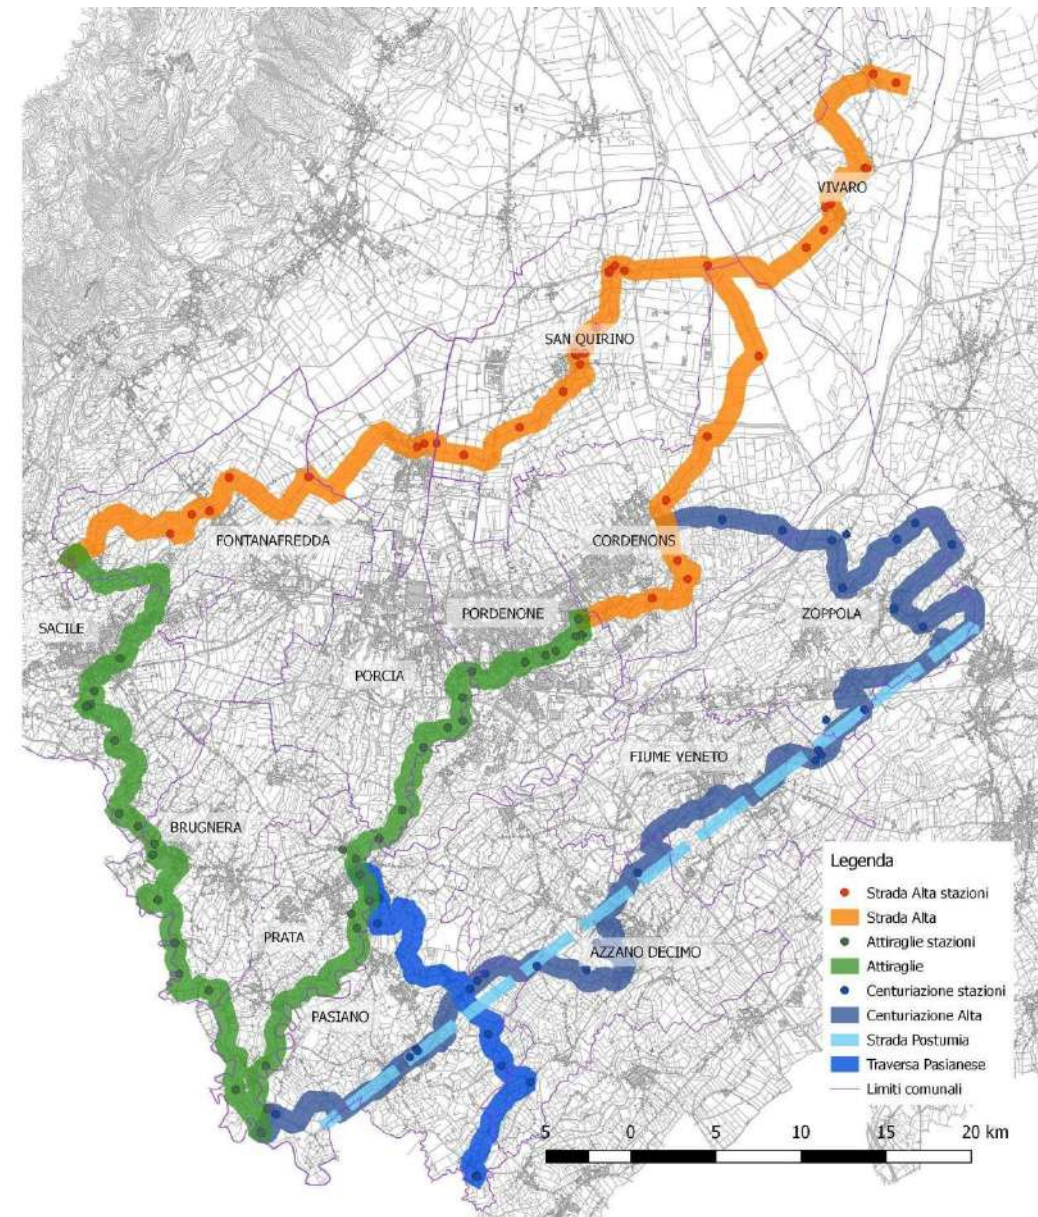 VIVARO
SAN QUIRINO
FONTANAFREDDA
CORDENONS
SACILE
PORDENONE
ZOPPOLA
PORCIA
FIUME VENETO
BRUGNERA
PRATA
AZZANO DECIMO
PASIANO
Legenda
Strada Alta stazioni
Strada Alta
Attiraglie stazioni
Attiraglie
Centuriazione stazioni
Centuriazione Alta
Strada Postumia
Traversa Pasianese
Limiti comunali
5 0 5 10 15 20 km